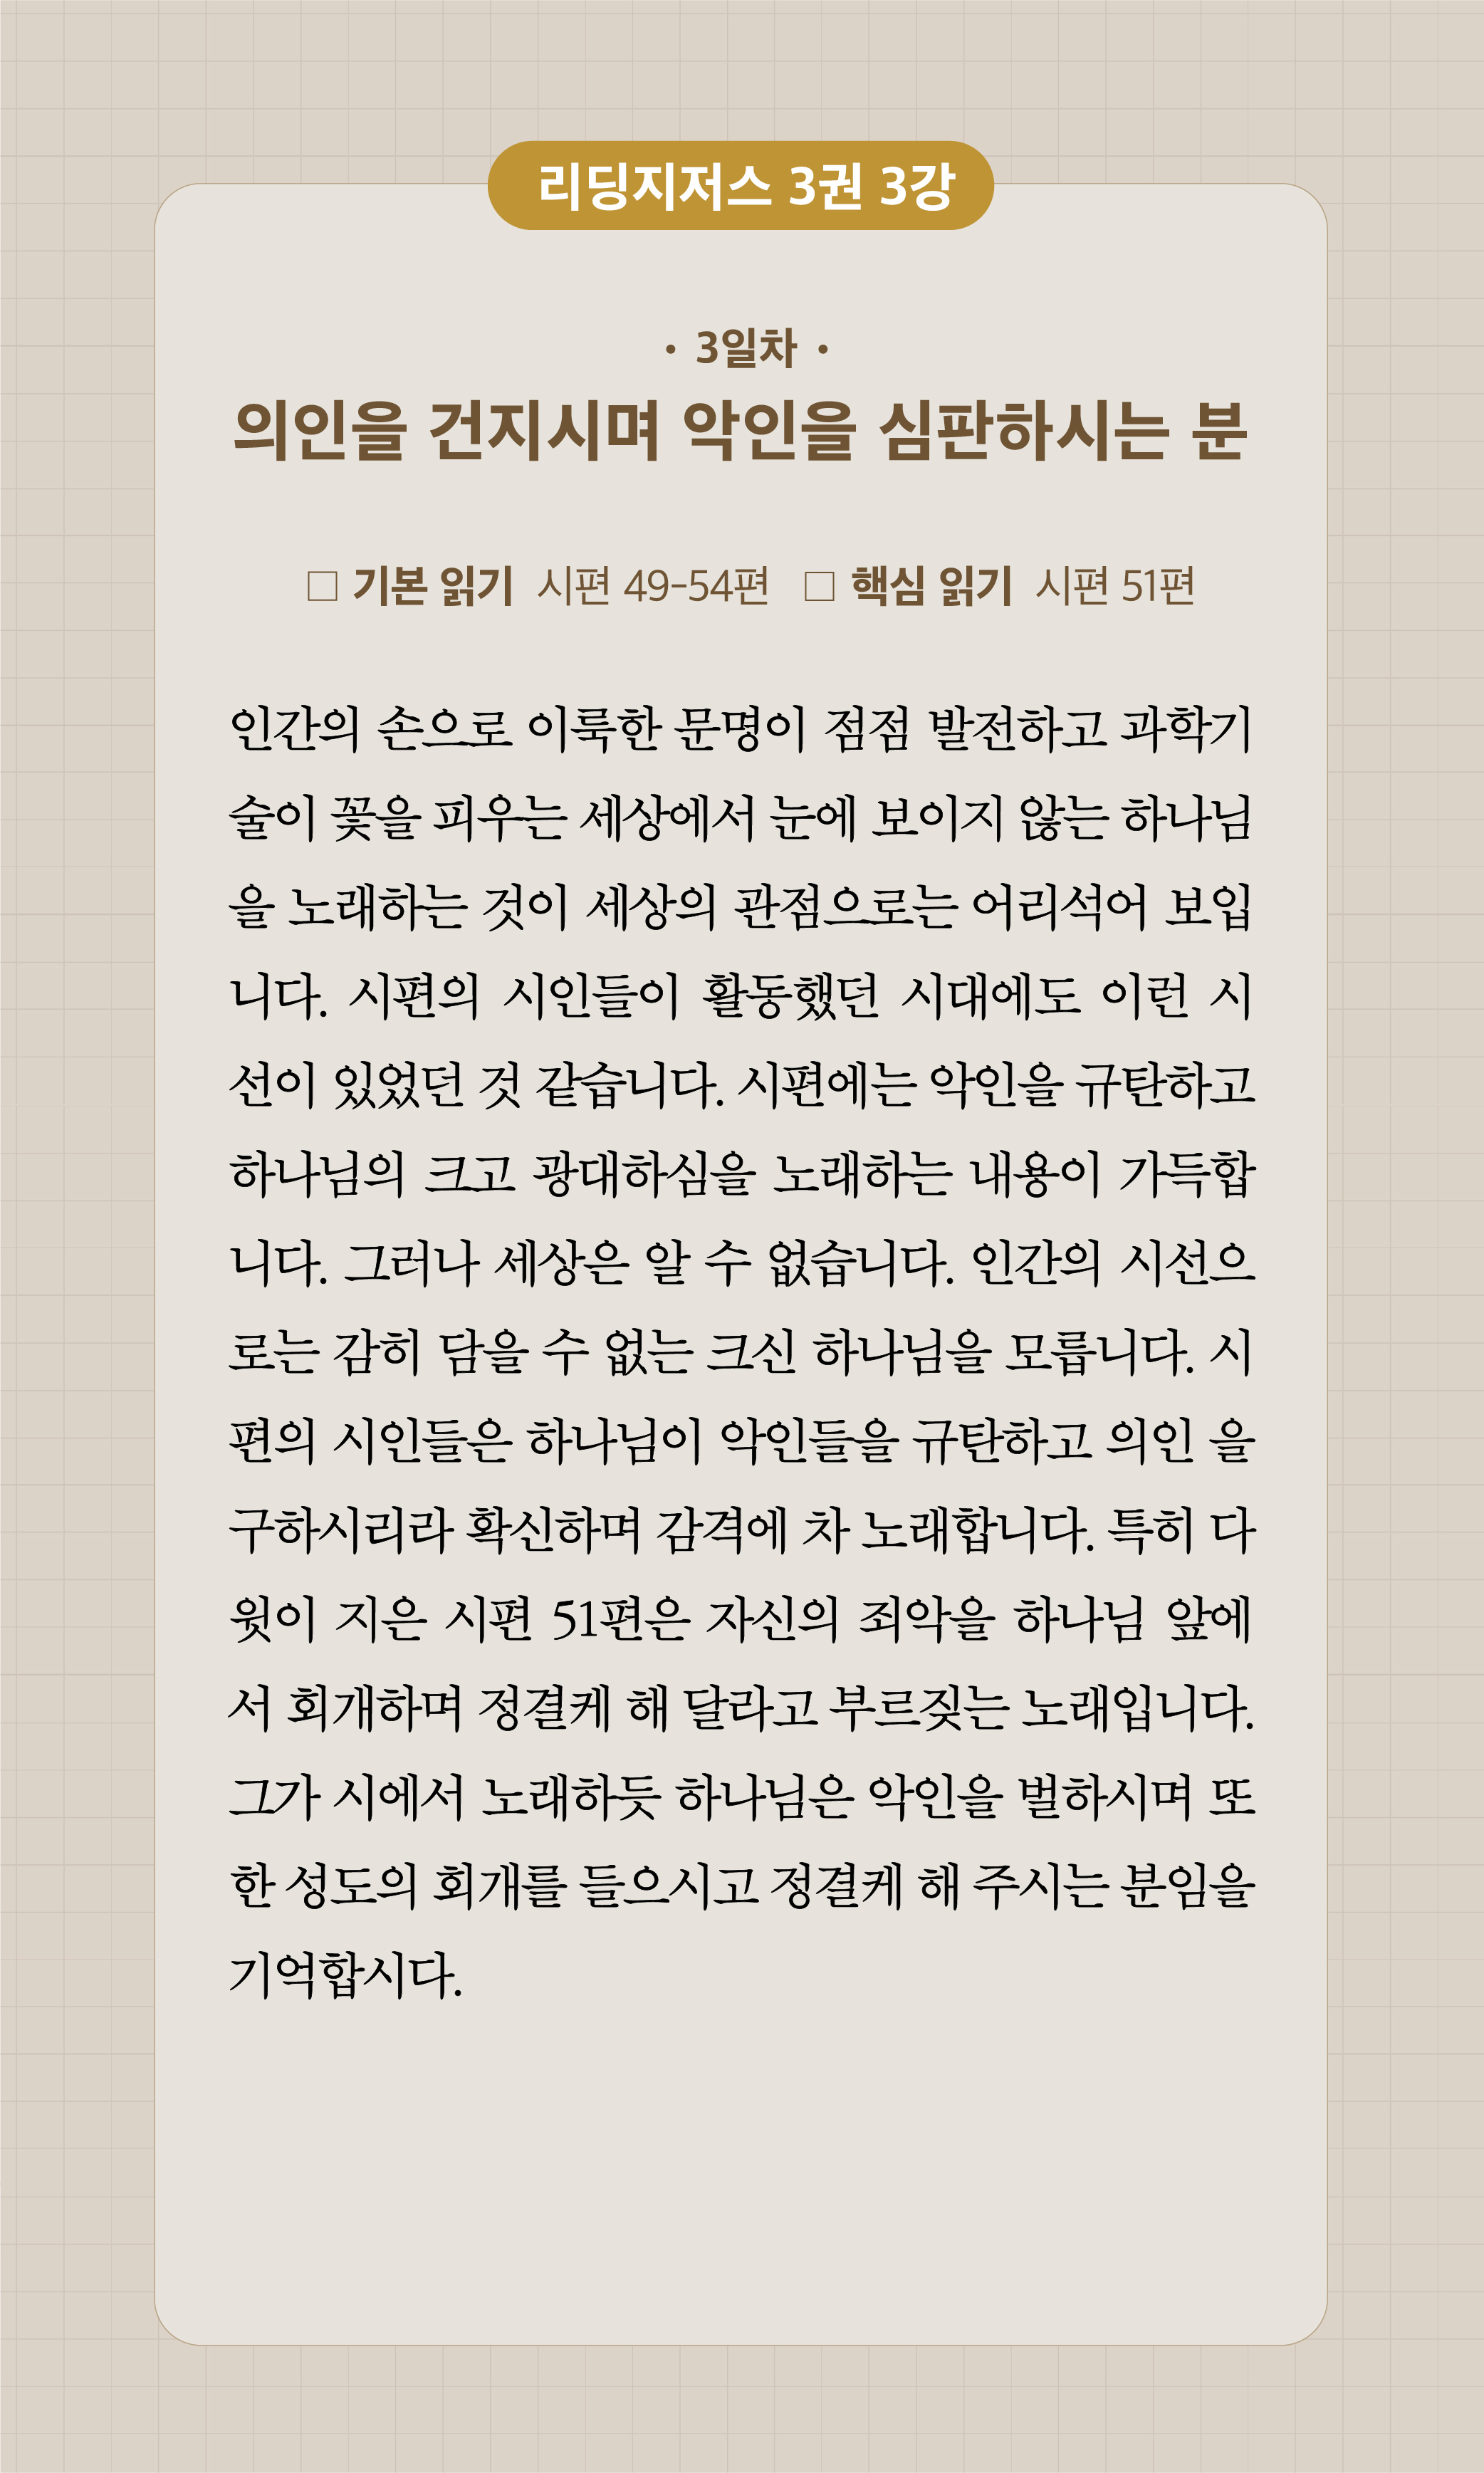 리딩지저스 3권 3강
· 3일차 ·
의인을 건지시며 악인을 심판하시는 분
□ 기본 읽기 시편 49-54편 □ 핵심 읽기 시편 51편
인간의 손으로 이룩한 문명이 점점 발전하고 과학기
술이 꽃을 피우는 세상에서 눈에 보이지 않는 하나님
을 노래하는 것이 세상의 관점으로는 어리석어 보입
니다. 시편의 시인들이 활동했던 시대에도 이런 시
선이 있었던 것 같습니다. 시편에는 악인을 규탄하고
하나님의 크고 광대하심을 노래하는 내용이 가득합
니다. 그러나 세상은 알 수 없습니다. 인간의 시선으
로는 감히 담을 수 없는 크신 하나님을 모릅니다. 시
편의 시인들은 하나님이 악인들을 규탄하고 의인 을
구하시리라 확신하며 감격에 차 노래합니다. 특히 다
윗이 지은 시편 51편은 자신의 죄악을 하나님 앞에
서 회개하며 정결케 해 달라고 부르짖는 노래입니다.
그가 시에서 노래하듯 하나님은 악인을 벌하시며 또
한 성도의 회개를 들으시고 정결케 해 주시는 분임을
기억합시다.